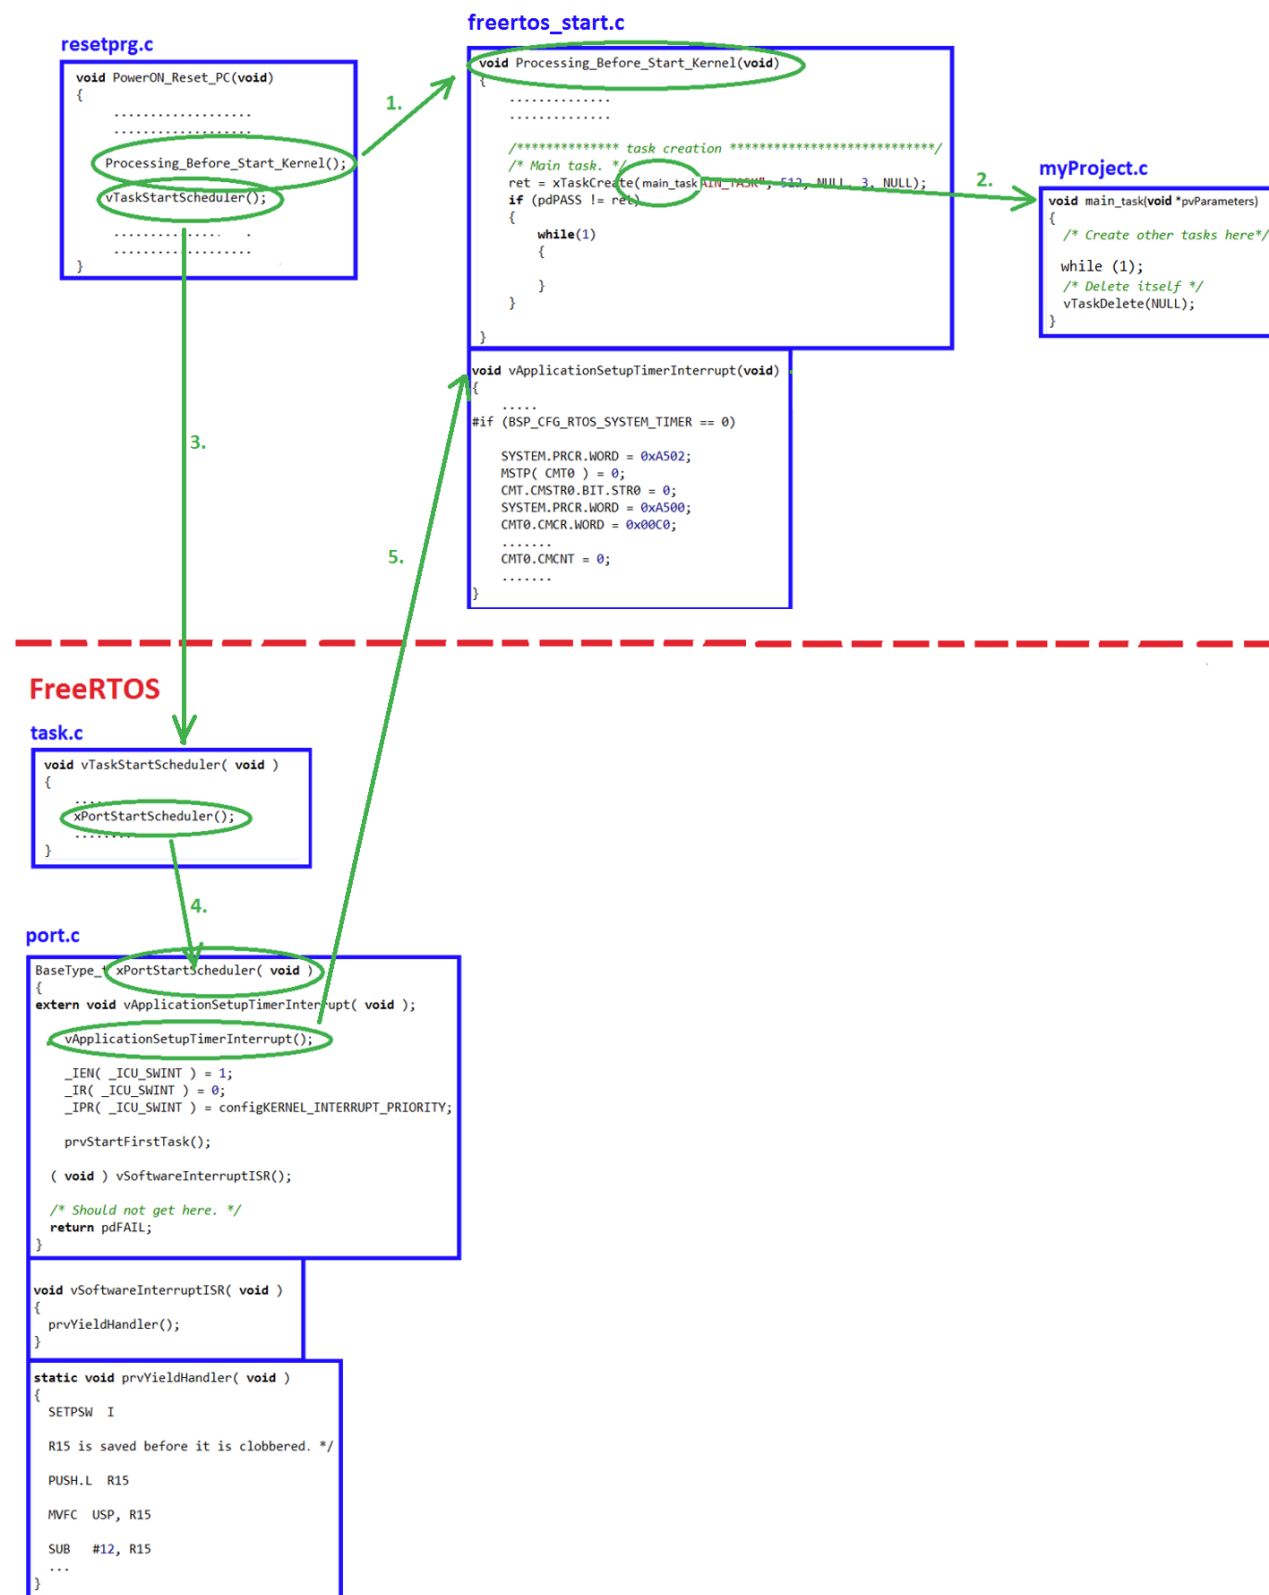 freertos_start.c
resetprg.c
void PowerON_Reset_PC(void)
{
...................
...................
Processing_Before_Start_Kernel();
vTaskStartScheduler();
............... .
...................
}
1.
void Processing_Before_Start_Kernel(void)
{
..............
..............
/************** task creation ****************************/
/* Main task. */
ret = xTaskCreate(main_task AIN_TASK", 512, NULL, 3, NULL);
if (pdPASS != ret)
{
while(1)
{
}
}
}
2.
myProject.c
void main_task(void *pvParameters)
{
/* Create other tasks here*/
while (1);
/* Delete itself */
vTaskDelete(NULL);
}
void vApplicationSetupTimerInterrupt(void)
{
.....
#if (BSP_CFG_RTOS_SYSTEM_TIMER == 0)
SYSTEM.PRCR.WORD = 0xA502;
MSTP( CMT0 ) = 0;
CMT.CMSTR0.BIT.STR0 = 0;
SYSTEM.PRCR.WORD = 0xA500;
CMT0.CMCR.WORD = 0x00C0;
.......
CMT0.CMCNT = 0;
.......
}
3.
5.
FreeRTOS
task.c
void vTaskStartScheduler( void )
{
....
xPortStartScheduler();
..........
}
4.
port.c
BaseType_t xPortStartScheduler( void )
{
extern void vApplicationSetupTimerInterrupt( void );
vApplicationSetupTimerInterrupt();
_IEN( _ICU_SWINT ) = 1;
_IR( _ICU_SWINT ) = 0;
_IPR( _ICU_SWINT ) = configKERNEL_INTERRUPT_PRIORITY;
prvStartFirstTask();
( void ) vSoftwareInterruptISR();
/* Should not get here. */
return pdFAIL;
}
void vSoftwareInterruptISR( void )
{
prvYieldHandler();
}
static void prvYieldHandler( void )
{
SETPSW I
R15 is saved before it is clobbered. */
PUSH.L R15
MVFC USP, R15
SUB #12, R15
...
}